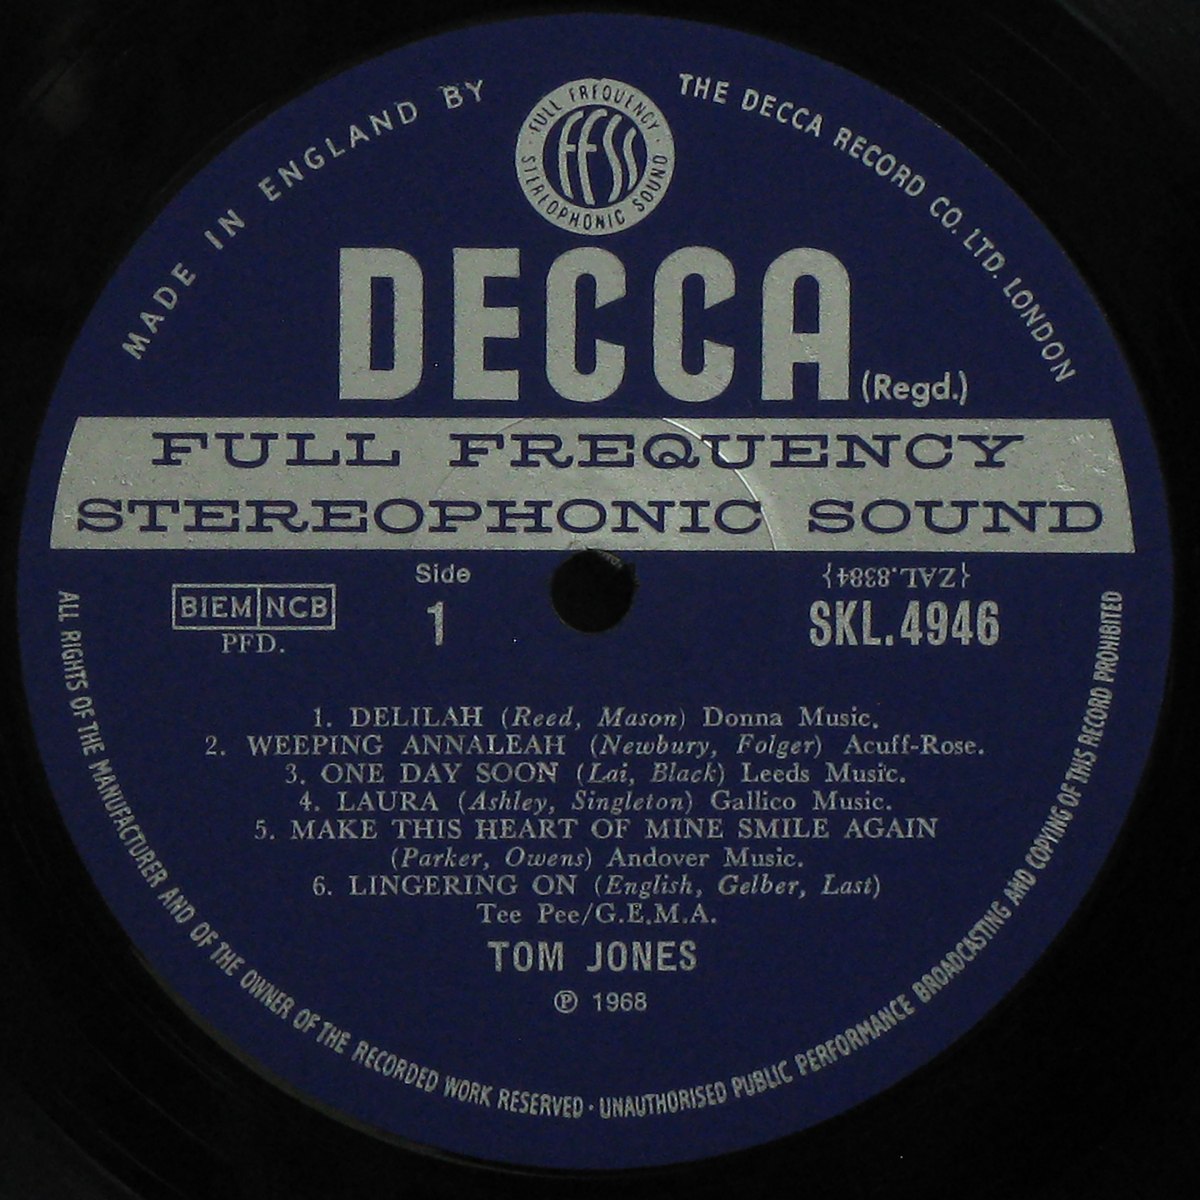 MADE IN ENGLAND BY
THE DECCA RECORD CO. LTD. LONDON
· FULL FREQUENCY ·
STEREOPHONIC SOUND
FFSS
DECCA (Regd.)
FULL FREQUENCY
STEREOPHONIC SOUND
BIEM NCB
PFD.
Side
1
{ZAL.8384}
SKL.4946
1. DELILAH (Reed, Mason) Donna Music.
2. WEEPING ANNALEAH (Newbury, Folger) Acuff-Rose.
3. ONE DAY SOON (Lai, Black) Leeds Music.
4. LAURA (Ashley, Singleton) Gallico Music.
5. MAKE THIS HEART OF MINE SMILE AGAIN
(Parker, Owens) Andover Music.
6. LINGERING ON (English, Gelber, Last)
Tee Pee/G.E.M.A.
TOM JONES
℗ 1968
ALL RIGHTS OF THE MANUFACTURER AND OF THE OWNER OF THE RECORDED WORK RESERVED · UNAUTHORISED PUBLIC PERFORMANCE BROADCASTING AND COPYING OF THIS RECORD PROHIBITED